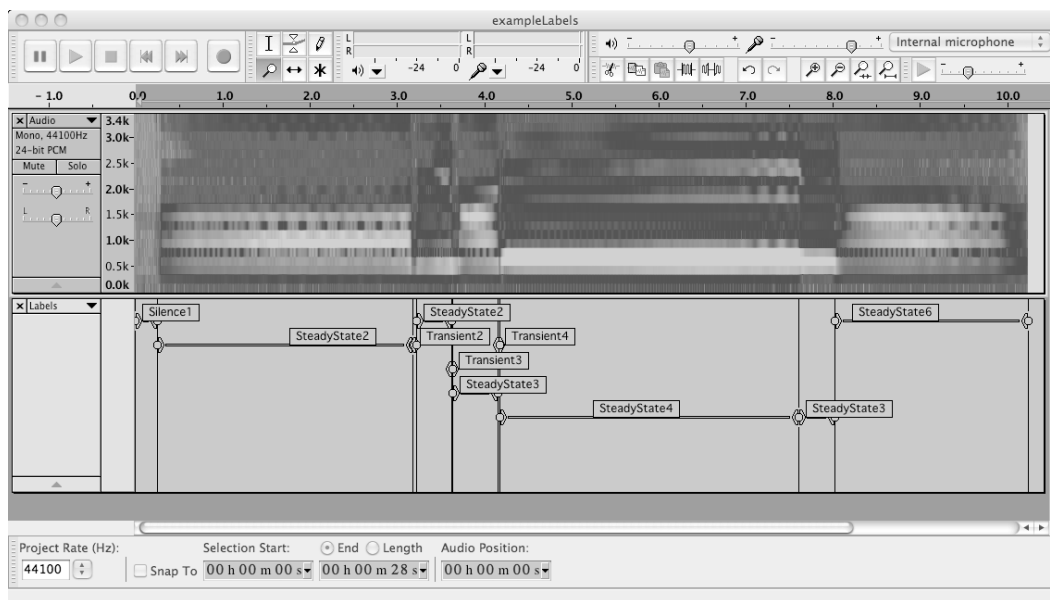 exampleLabels
L
R
-24 0
L
R
-24 0
Internal microphone
- 1.0 0.0 1.0 2.0 3.0 4.0 5.0 6.0 7.0 8.0 9.0 10.0
Audio
Mono, 44100Hz
24-bit PCM
Mute Solo
- +
L R
3.4k
3.0k
2.5k
2.0k
1.5k
1.0k
0.5k
0.0k
Labels
Silence1 SteadyState2 SteadyState6
SteadyState2 Transient2 Transient4
Transient3
SteadyState3
SteadyState4 SteadyState3
Project Rate (Hz): Selection Start: End Length Audio Position:
44100 Snap To 00 h 00 m 00 s 00 h 00 m 28 s 00 h 00 m 00 s